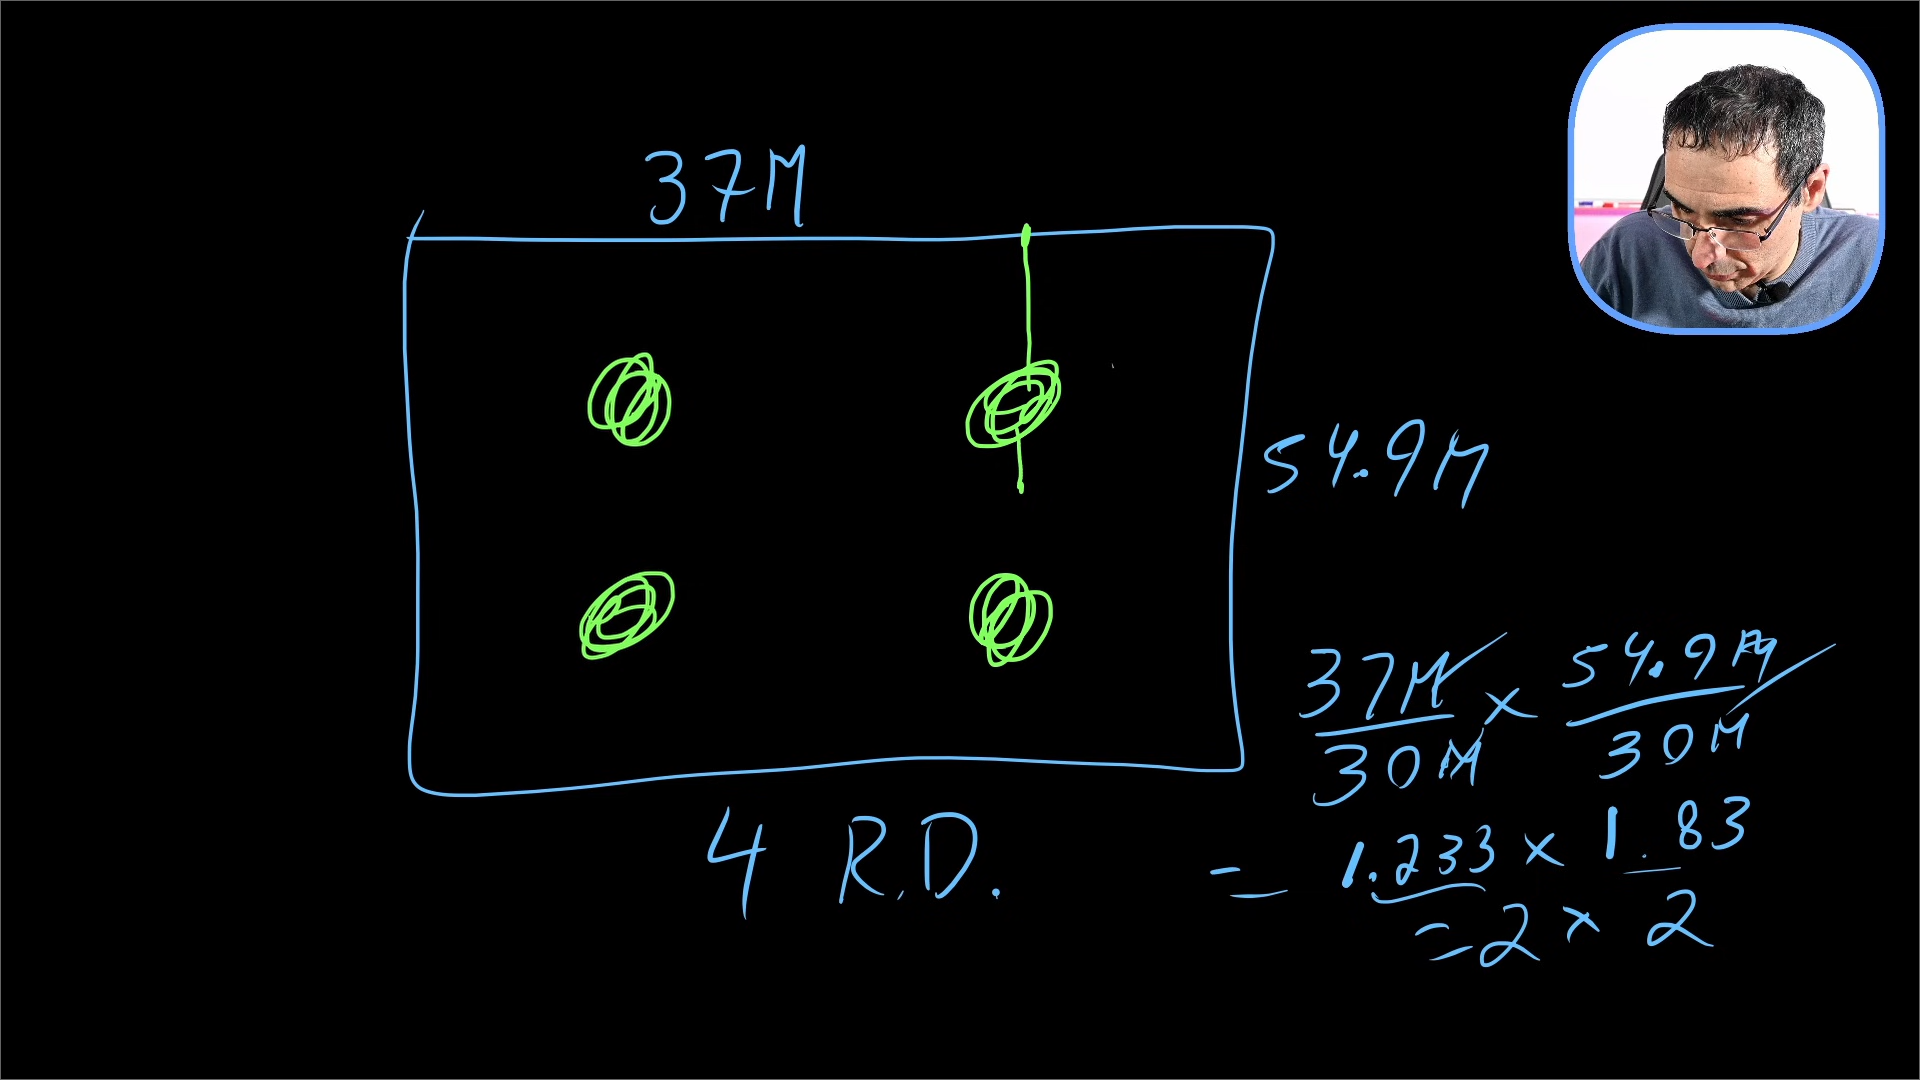 37M
54.9M
37M/30M × 54.9M/30M
= 1.233 × 1.83
= 2 × 2
4 R.D.